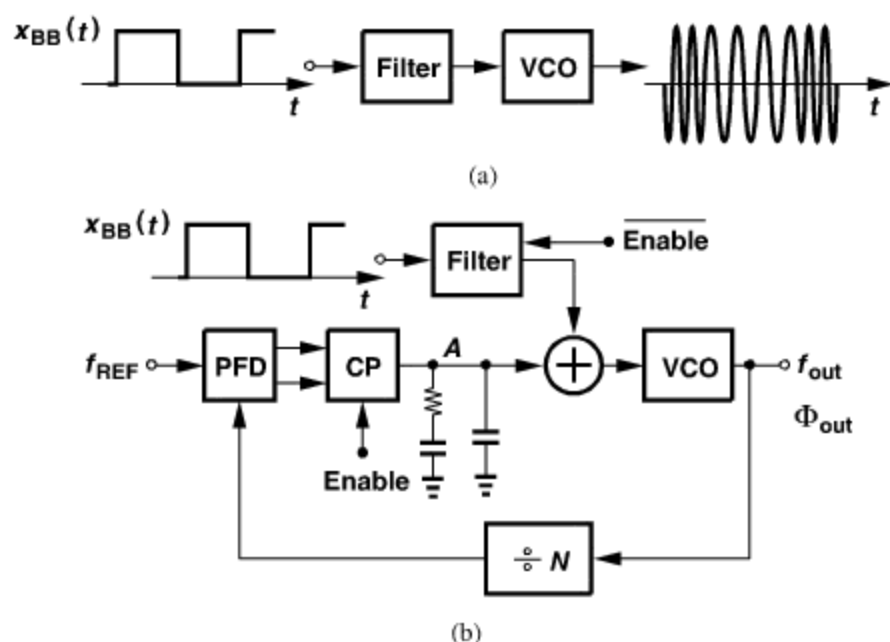 x_BB(t)
t
Filter
VCO
t
(a)
x_BB(t)
t
Filter
Enable
f_REF
PFD
CP
A
+
VCO
f_out
Φ_out
Enable
÷ N
(b)